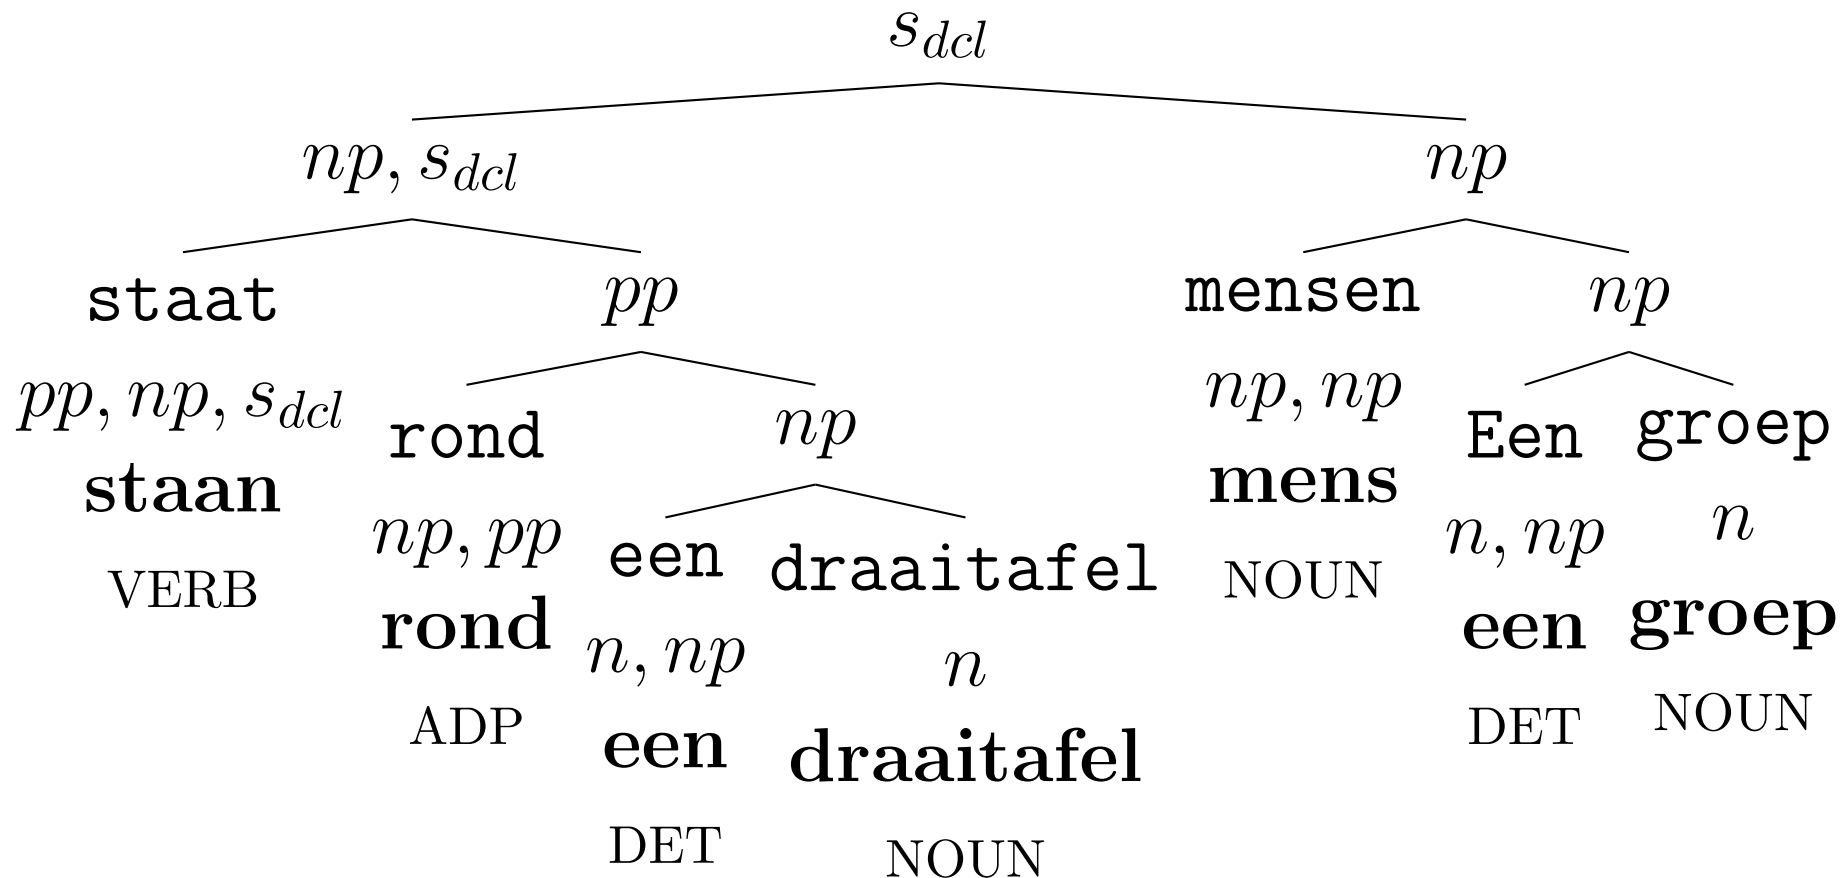 s_dcl
np, s_dcl
np
staat
pp, np, s_dcl
staan
VERB
pp
rond
np, pp
rond
ADP
np
een
n, np
een
DET
draaitafel
n
draaitafel
NOUN
mensen
np, np
mens
NOUN
np
Een
n, np
een
DET
groep
n
groep
NOUN